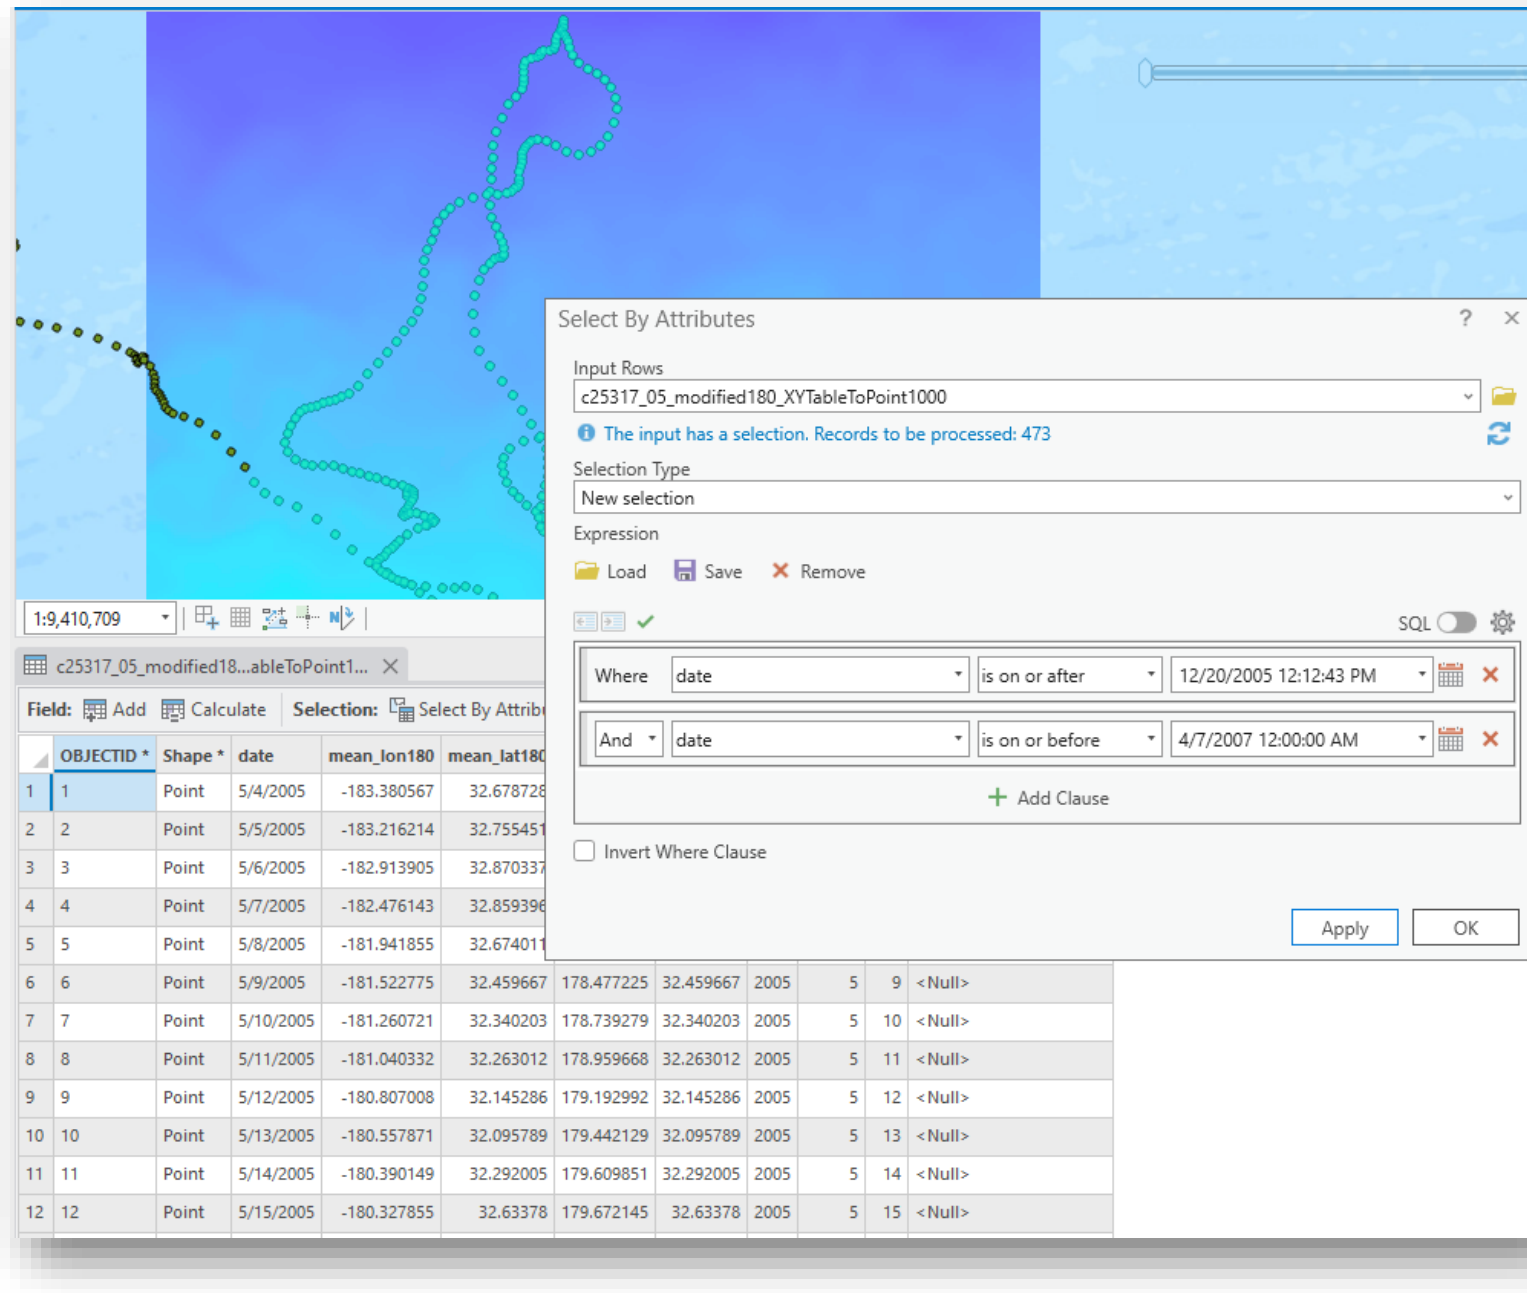 Select By Attributes ?
Input Rows
c25317_05_modified180_XYTableToPoint1000
The input has a selection. Records to be processed: 473
Selection Type
New selection
Expression
Load Save Remove
SQL
Where date is on or after 12/20/2005 12:12:43 PM
And date is on or before 4/7/2007 12:00:00 AM
Add Clause
Invert Where Clause
Apply OK
1:9,410,709
c25317_05_modified18...ableToPoint1...
Field: Add Calculate Selection: Select By Attribu
OBJECTID * Shape * date mean_lon180 mean_lat180
1 1 Point 5/4/2005 -183.380567 32.678728
2 2 Point 5/5/2005 -183.216214 32.755451
3 3 Point 5/6/2005 -182.913905 32.870337
4 4 Point 5/7/2005 -182.476143 32.859396
5 5 Point 5/8/2005 -181.941855 32.674011
6 6 Point 5/9/2005 -181.522775 32.459667 178.477225 32.459667 2005 5 9 <Null>
7 7 Point 5/10/2005 -181.260721 32.340203 178.739279 32.340203 2005 5 10 <Null>
8 8 Point 5/11/2005 -181.040332 32.263012 178.959668 32.263012 2005 5 11 <Null>
9 9 Point 5/12/2005 -180.807008 32.145286 179.192992 32.145286 2005 5 12 <Null>
10 10 Point 5/13/2005 -180.557871 32.095789 179.442129 32.095789 2005 5 13 <Null>
11 11 Point 5/14/2005 -180.390149 32.292005 179.609851 32.292005 2005 5 14 <Null>
12 12 Point 5/15/2005 -180.327855 32.63378 179.672145 32.63378 2005 5 15 <Null>